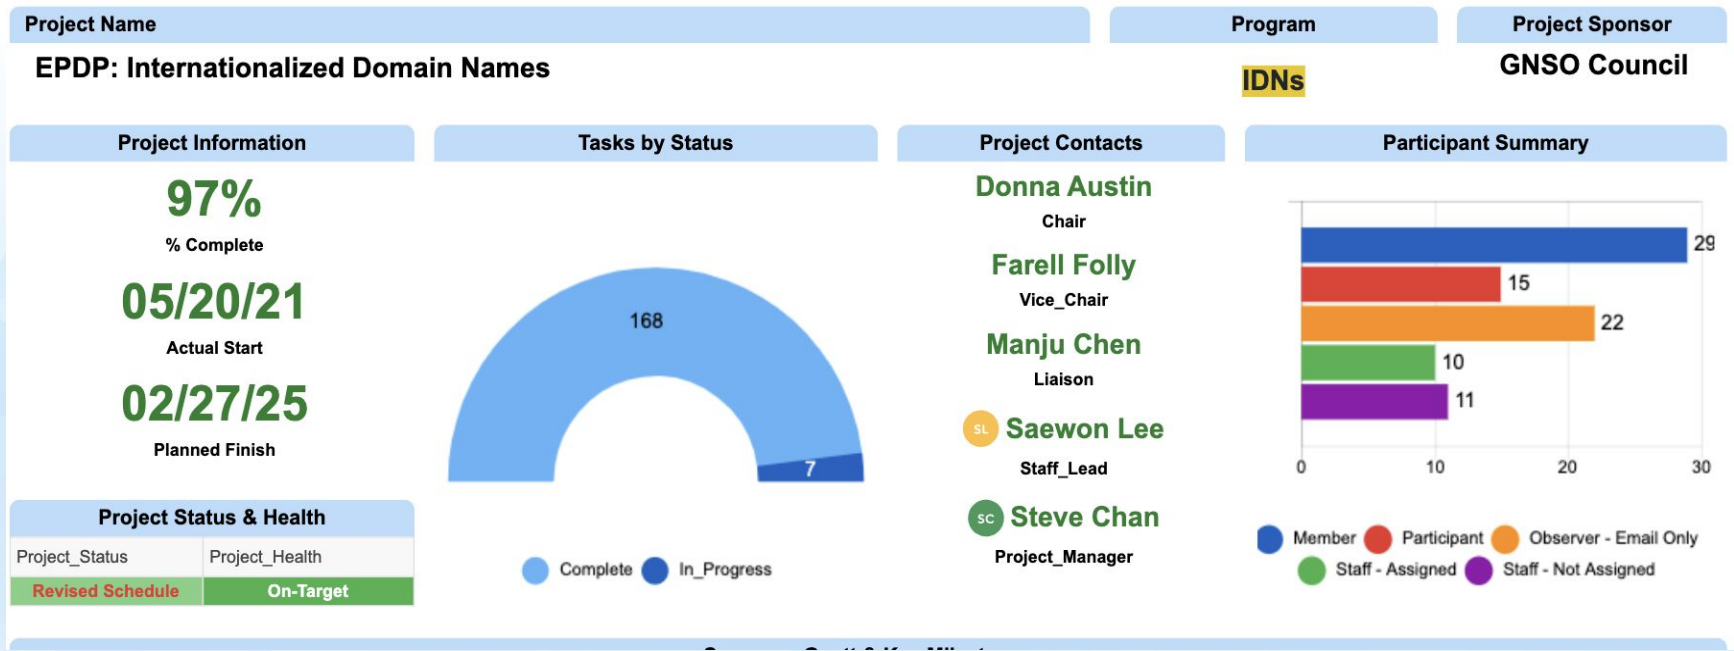 Project Name
Program
Project Sponsor
EPDP: Internationalized Domain Names
IDNs
GNSO Council
Project Information
97%
% Complete
05/20/21
Actual Start
02/27/25
Planned Finish
Project Status & Health
Project_Status Project_Health
Revised Schedule On-Target
Tasks by Status
168
7
Complete In_Progress
Project Contacts
Donna Austin
Chair
Farell Folly
Vice_Chair
Manju Chen
Liaison
SL Saewon Lee
Staff_Lead
SC Steve Chan
Project_Manager
Participant Summary
29
15
22
10
11
0 10 20 30
Member Participant Observer - Email Only
Staff - Assigned Staff - Not Assigned